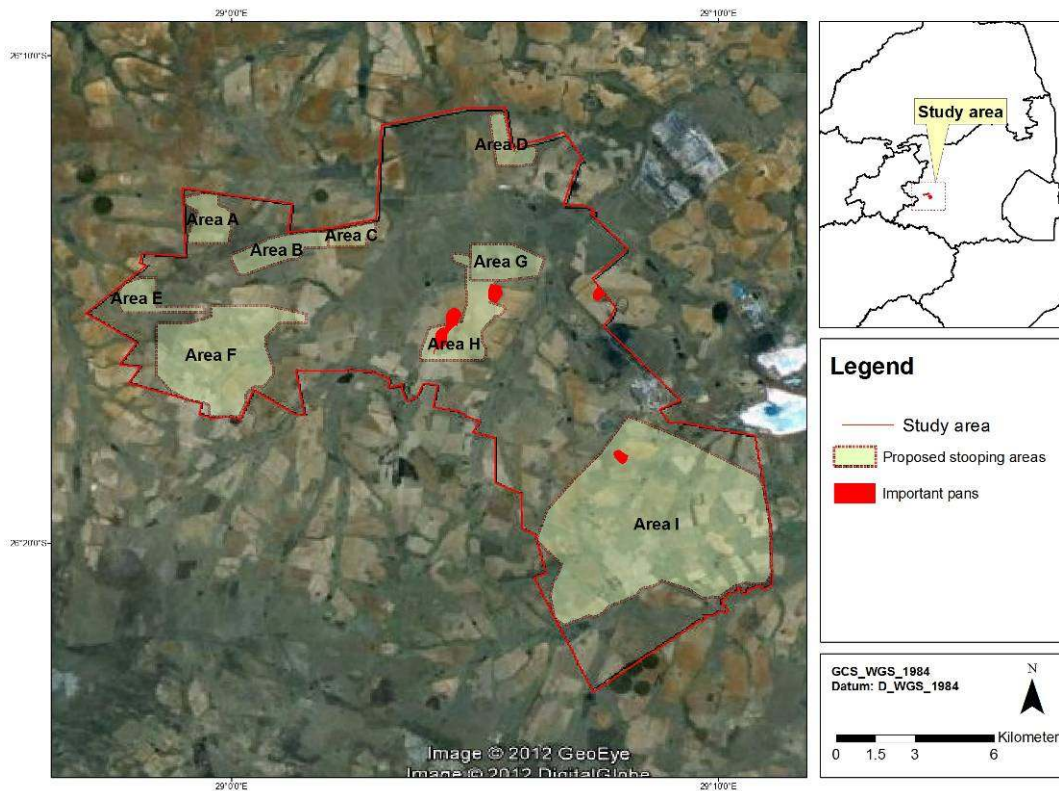 29°0'0"E
29°10'0"E
26°10'0"S
26°20'0"S
Area D
Area A
Area C
Area B
Area G
Area E
Area H
Area F
Area I
Image © 2012 GeoEye
Image © 2012 DigitalGlobe
29°0'0"E
29°10'0"E
Study area
Legend
Study area
Proposed stooping areas
Important pans
GCS_WGS_1984
Datum: D_WGS_1984
N
Kilometer
0 1.5 3 6